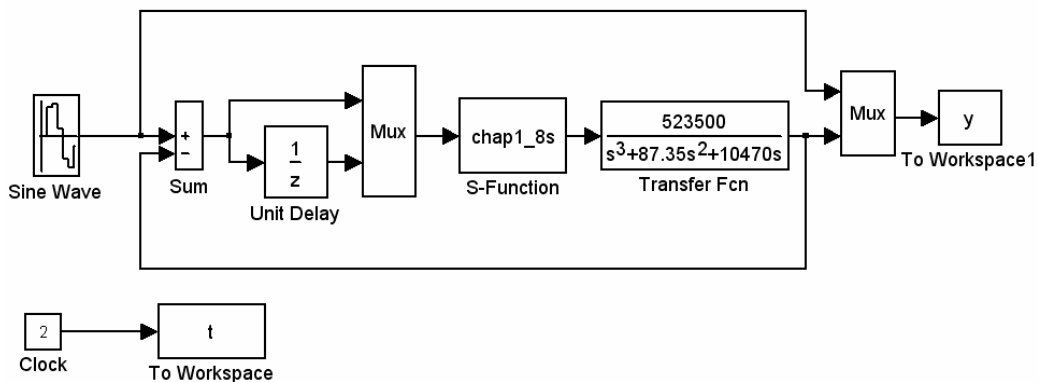 Sine Wave
+
−
Sum
1
z
Unit Delay
Mux
chap1_8s
S-Function
523500
s³+87.35s²+10470s
Transfer Fcn
Mux
y
To Workspace1
2
Clock
t
To Workspace